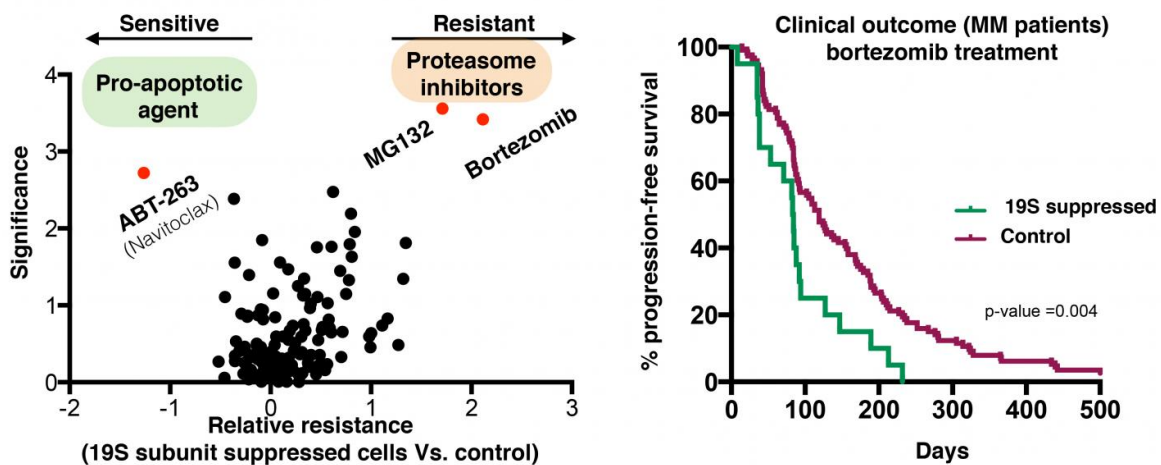 Sensitive
Resistant
Pro-apoptotic
agent
Proteasome
inhibitors
MG132
Bortezomib
ABT-263
(Navitoclax)
Significance
4
3
2
1
0
-2
-1
0
1
2
3
Relative resistance
(19S subunit suppressed cells Vs. control)
Clinical outcome (MM patients)
bortezomib treatment
% progression-free survival
100
80
60
40
20
0
19S suppressed
Control
p-value =0.004
0
100
200
300
400
500
Days